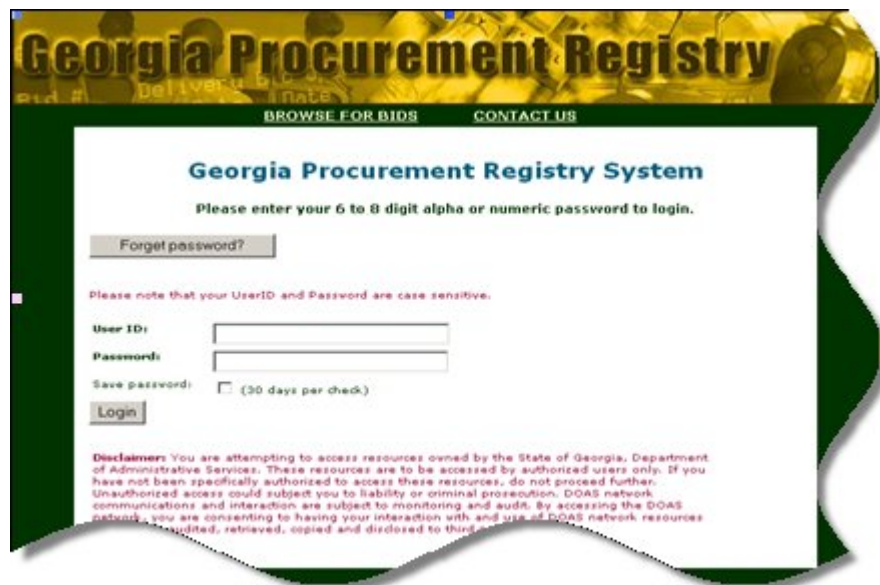 Georgia Procurement Registry
Bid #
Delivery
Date
BROWSE FOR BIDS CONTACT US
Georgia Procurement Registry System
Please enter your 6 to 8 digit alpha or numeric password to login.
Forget password?
Please note that your UserID and Password are case sensitive.
User ID:
Password:
Save password: (30 days per check)
Login
Disclaimer: You are attempting to access resources owned by the State of Georgia, Department
of Administrative Services. These resources are to be accessed by authorized users only. If you
have not been specifically authorized to access these resources, do not proceed further.
Unauthorized access could subject you to liability or criminal prosecution. DOAS network
communications and interaction are subject to monitoring and audit. By accessing the DOAS
network, you are consenting to having your interaction with and use of DOAS network resources
audited, retrieved, copied and disclosed to